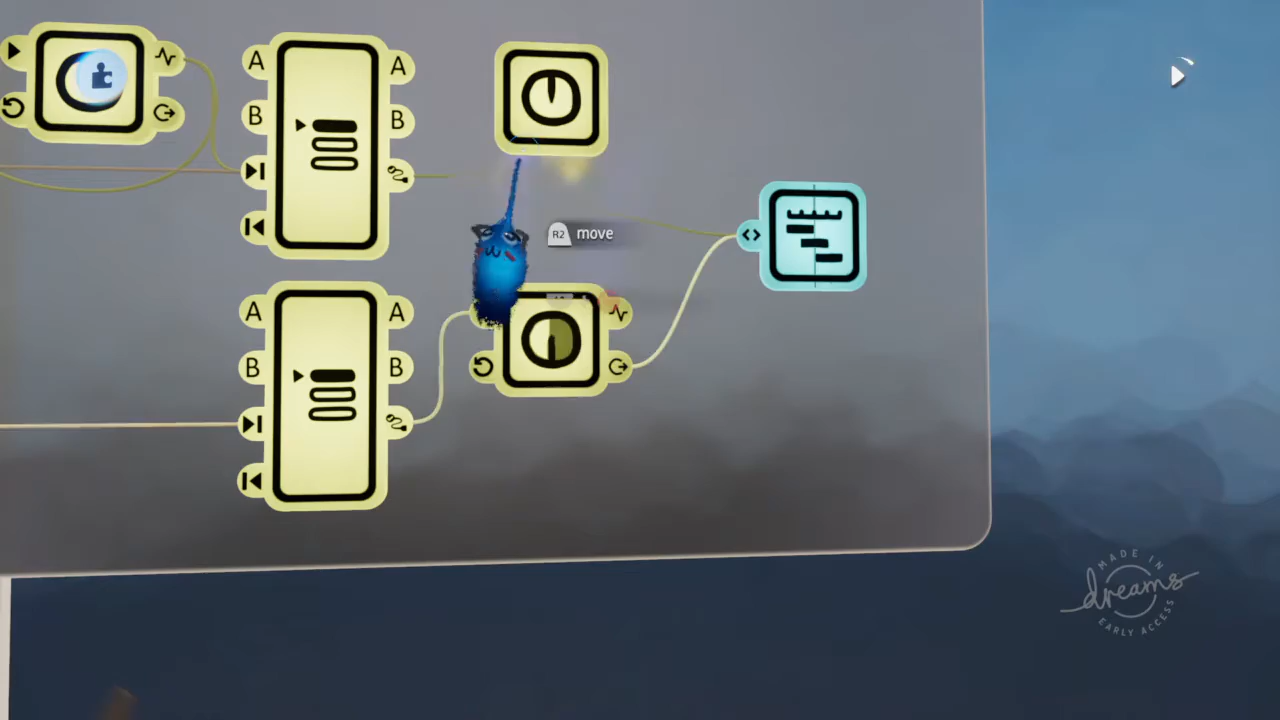 A A
B B
R2 move
A A
B B
MADE IN
dreams
EARLY ACCESS